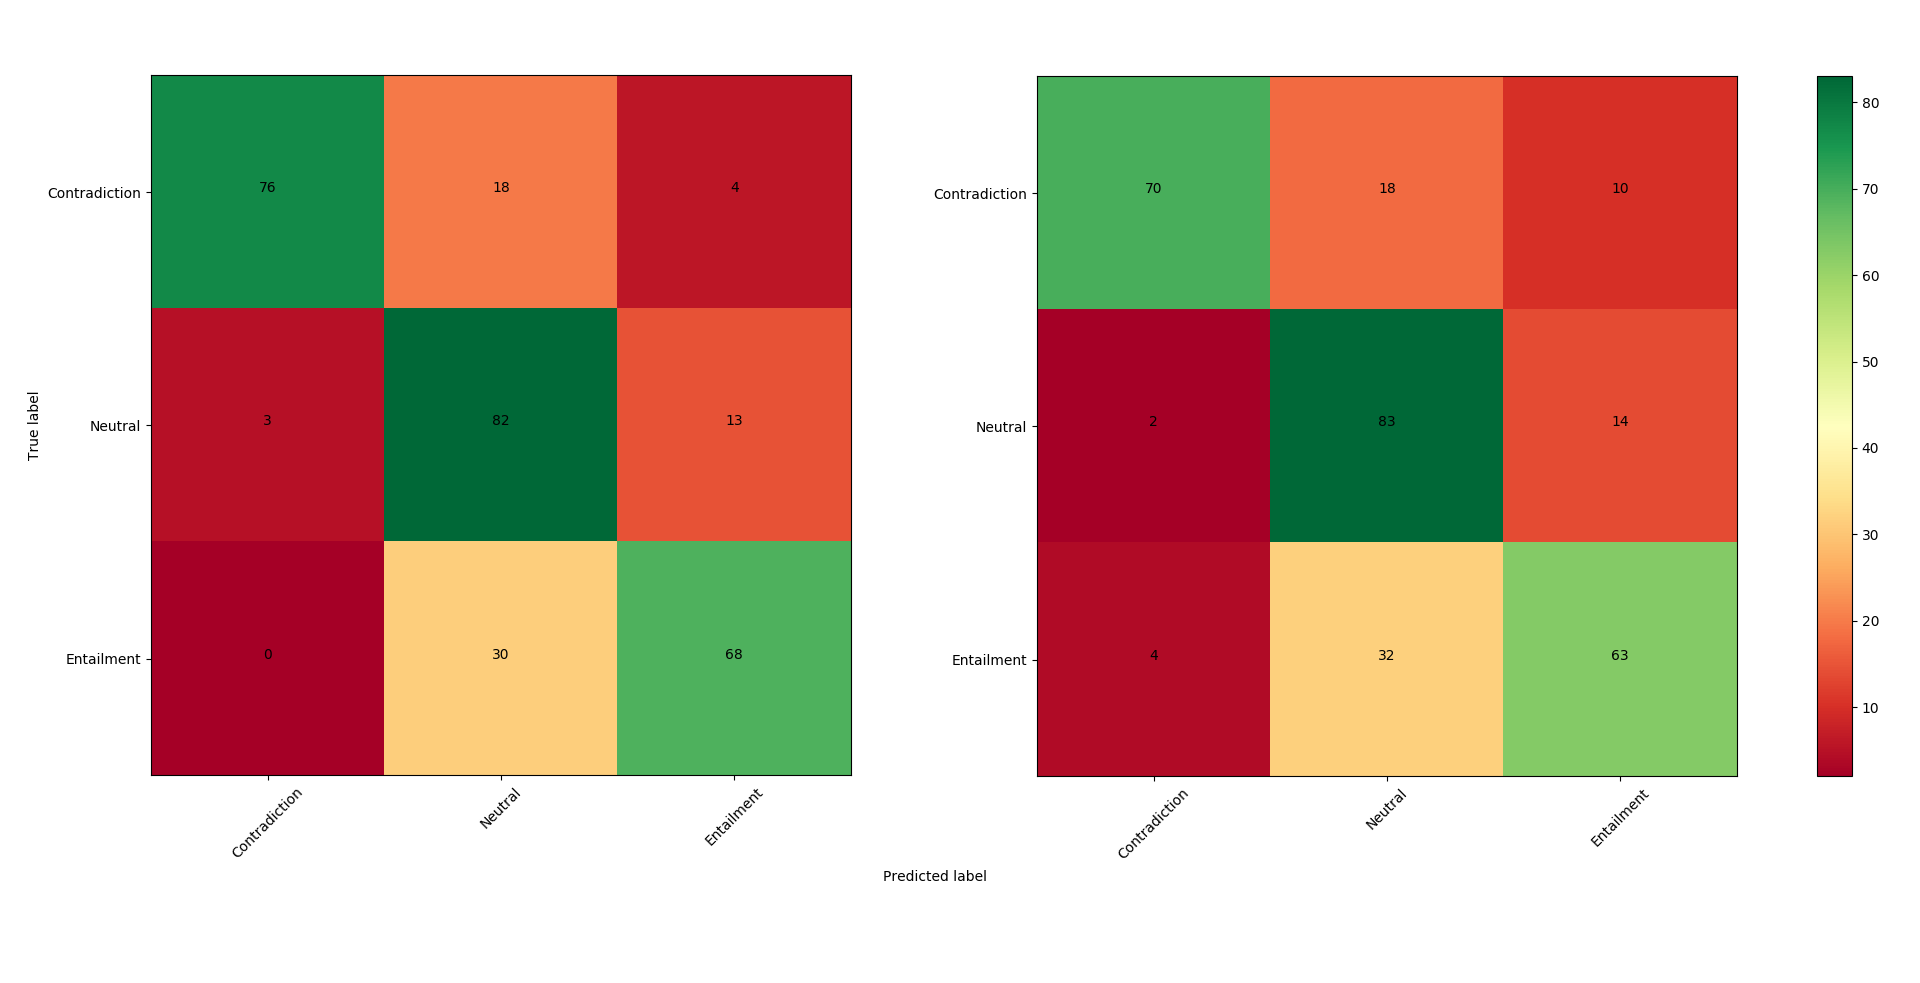 True label
Contradiction 76 18 4
Neutral 3 82 13
Entailment 0 30 68
Contradiction Neutral Entailment
Contradiction 70 18 10
Neutral 2 83 14
Entailment 4 32 63
Contradiction Neutral Entailment
80
70
60
50
40
30
20
10
Predicted label